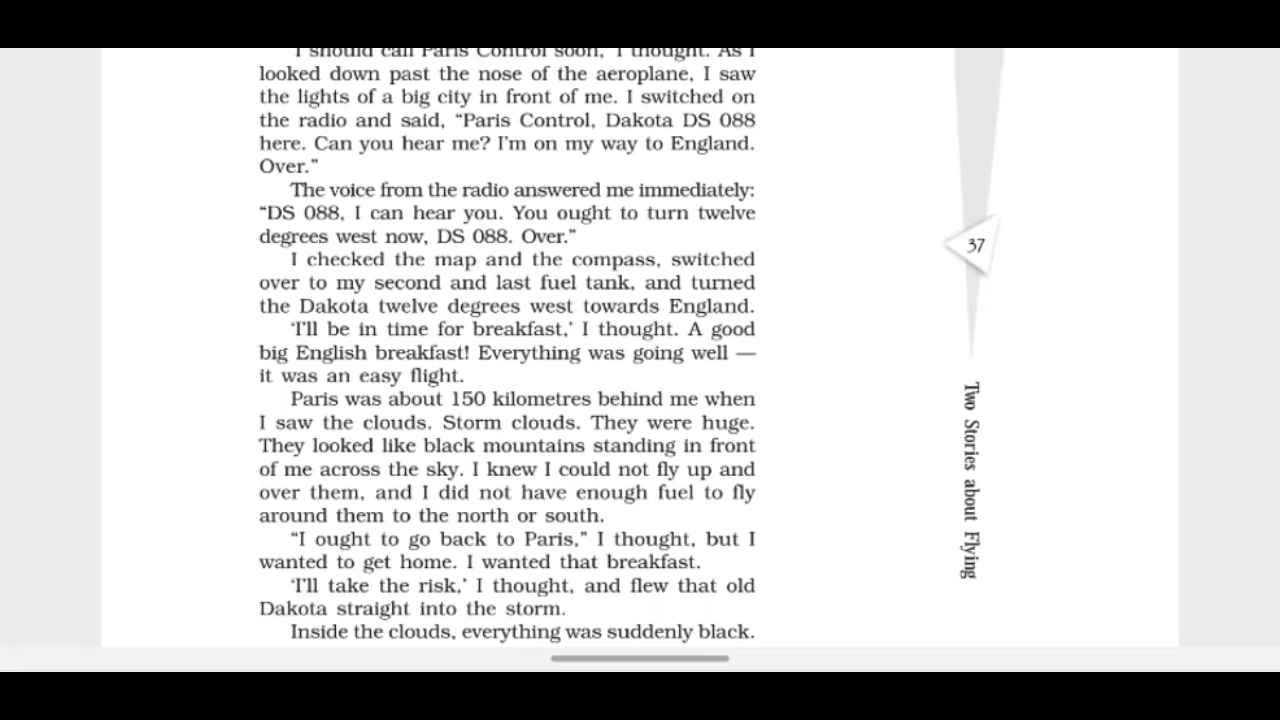 'I should call Paris Control soon,' I thought. As I
looked down past the nose of the aeroplane, I saw
the lights of a big city in front of me. I switched on
the radio and said, “Paris Control, Dakota DS 088
here. Can you hear me? I'm on my way to England.
Over.”
The voice from the radio answered me immediately:
“DS 088, I can hear you. You ought to turn twelve
degrees west now, DS 088. Over.”
I checked the map and the compass, switched
over to my second and last fuel tank, and turned
the Dakota twelve degrees west towards England.
‘I'll be in time for breakfast,’ I thought. A good
big English breakfast! Everything was going well —
it was an easy flight.
Paris was about 150 kilometres behind me when
I saw the clouds. Storm clouds. They were huge.
They looked like black mountains standing in front
of me across the sky. I knew I could not fly up and
over them, and I did not have enough fuel to fly
around them to the north or south.
“I ought to go back to Paris,” I thought, but I
wanted to get home. I wanted that breakfast.
‘I'll take the risk,’ I thought, and flew that old
Dakota straight into the storm.
Inside the clouds, everything was suddenly black.
37
Two Stories about Flying